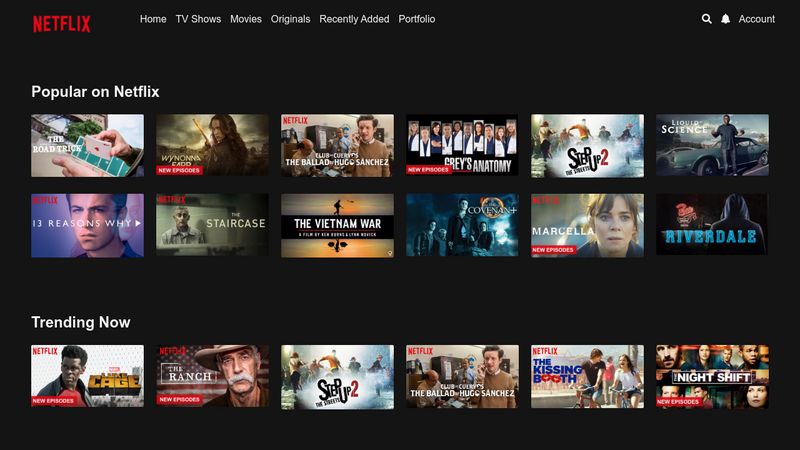 NETFLIX
Home TV Shows Movies Originals Recently Added Portfolio
Account
Popular on Netflix
THE
ROAD TRICK
WYNONNA
EARP
NEW EPISODES
NETFLIX
CLUB de CUERVOS
THE BALLAD of HUGO SÁNCHEZ
GREY'S ANATOMY
NEW EPISODES
STEP UP 2
THE STREETS
LIQUID
SCIENCE
NETFLIX
13 REASONS WHY
NETFLIX
THE
STAIRCASE
THE VIETNAM WAR
A FILM BY KEN BURNS & LYNN NOVICK
THE
COVENANT
NETFLIX
MARCELLA
NEW EPISODES
RIVERDALE
Trending Now
NETFLIX
MARVEL
LUKE
CAGE
NEW EPISODES
NETFLIX
THE
RANCH
NEW EPISODES
STEP UP 2
THE STREETS
NETFLIX
CLUB de CUERVOS
THE BALLAD of HUGO SÁNCHEZ
NETFLIX
THE
KISSING
BOOTH
THE
NIGHT SHIFT
NEW EPISODES